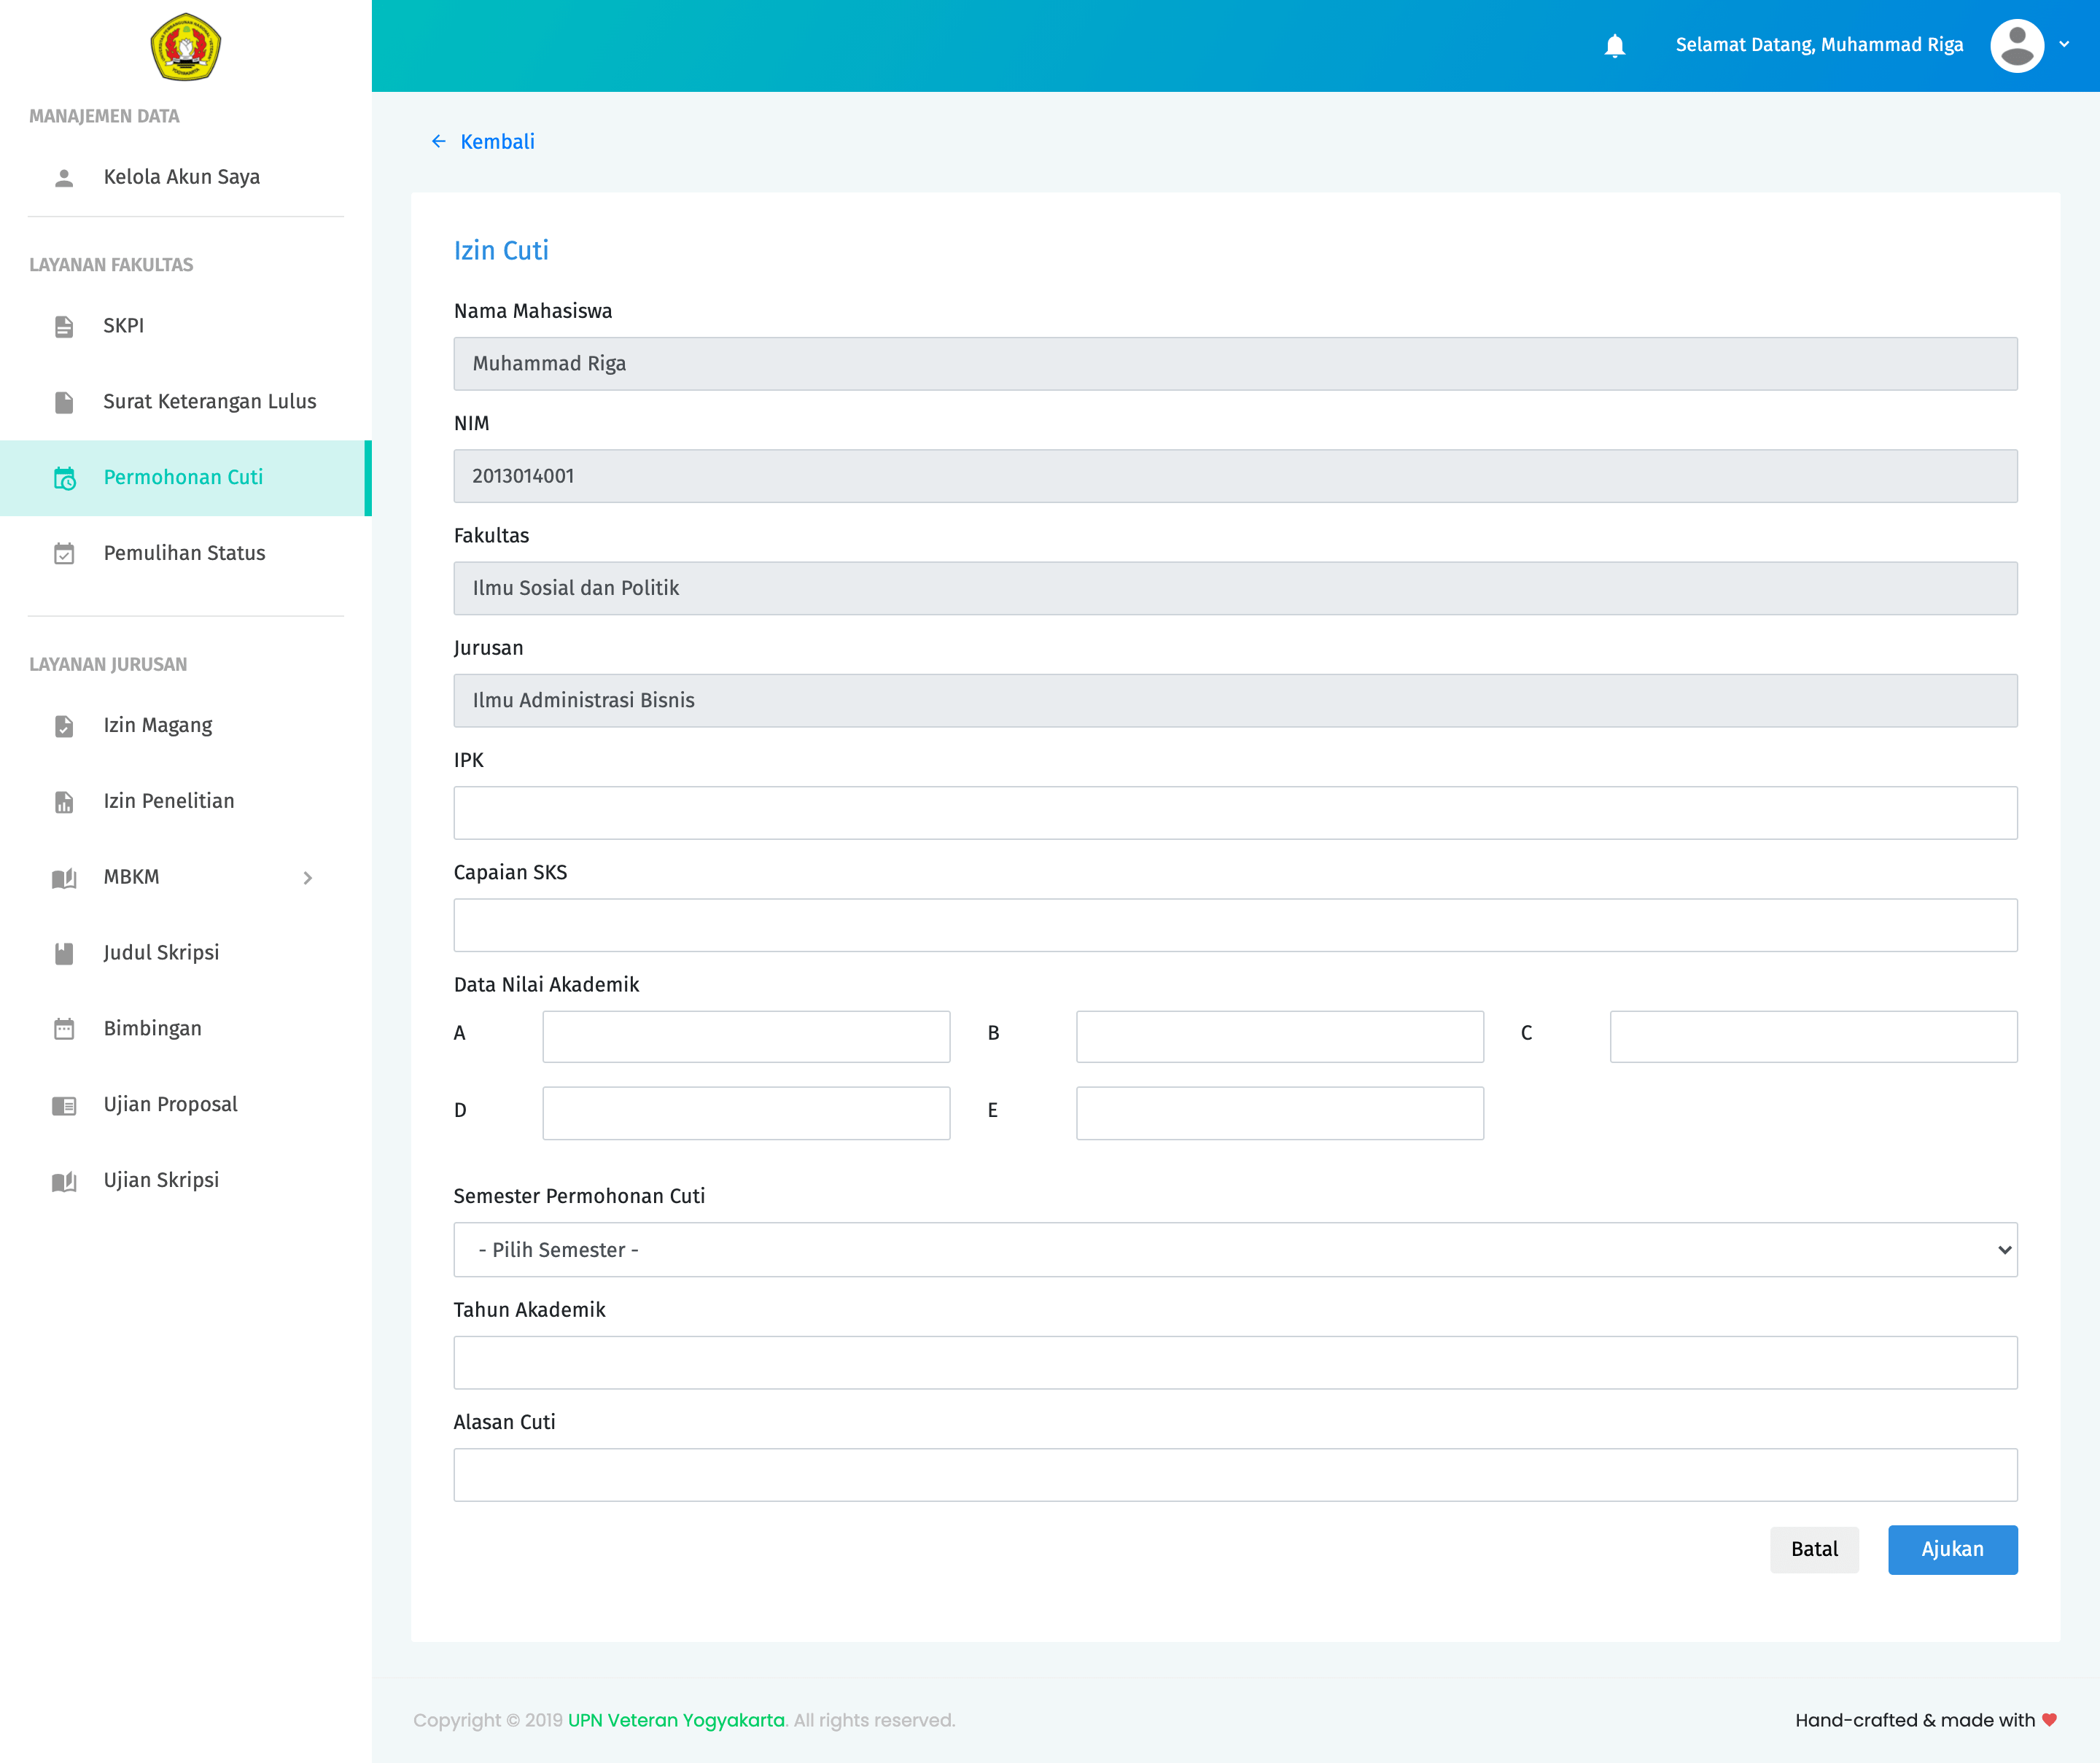 MANAJEMEN DATA
Kelola Akun Saya
LAYANAN FAKULTAS
SKPI
Surat Keterangan Lulus
Permohonan Cuti
Pemulihan Status
LAYANAN JURUSAN
Izin Magang
Izin Penelitian
MBKM
Judul Skripsi
Bimbingan
Ujian Proposal
Ujian Skripsi
Selamat Datang, Muhammad Riga
← Kembali
Izin Cuti
Nama Mahasiswa
Muhammad Riga
NIM
2013014001
Fakultas
Ilmu Sosial dan Politik
Jurusan
Ilmu Administrasi Bisnis
IPK
Capaian SKS
Data Nilai Akademik
A B C
D E
Semester Permohonan Cuti
- Pilih Semester -
Tahun Akademik
Alasan Cuti
Batal Ajukan
Copyright © 2019 UPN Veteran Yogyakarta. All rights reserved.
Hand-crafted & made with ♥